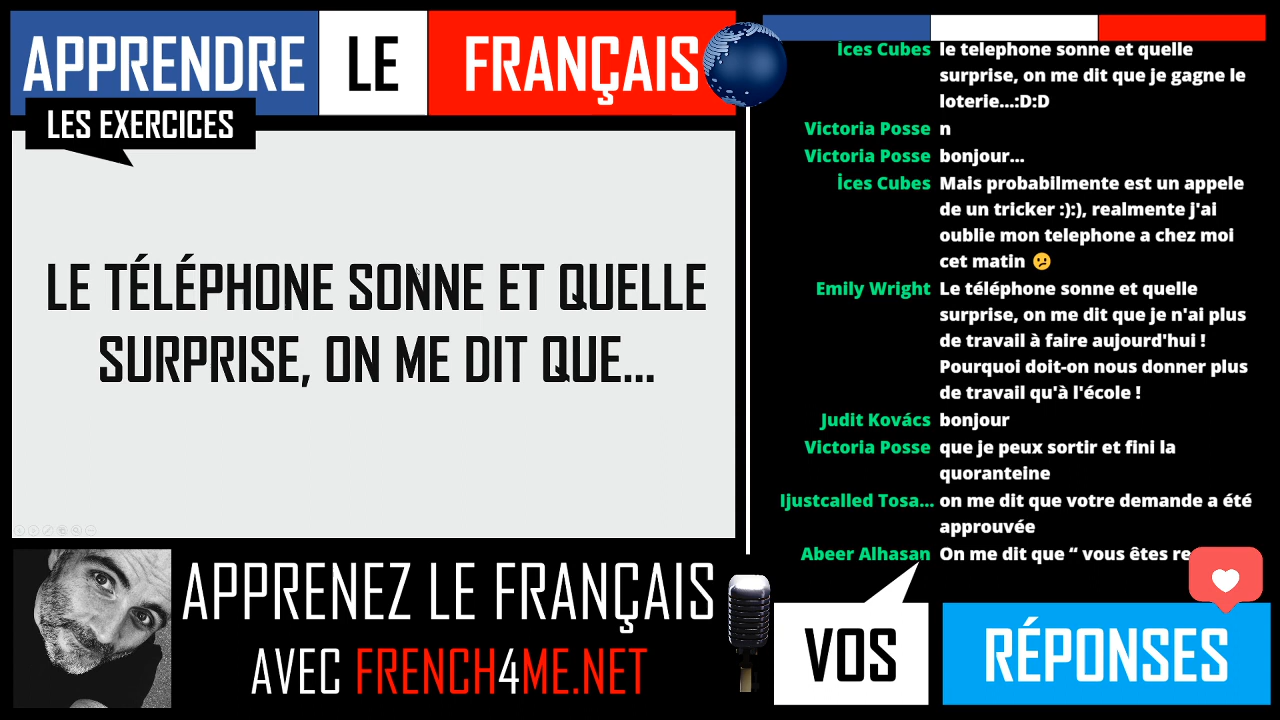 APPRENDRE LE FRANÇAIS
LES EXERCICES
LE TÉLÉPHONE SONNE ET QUELLE
SURPRISE, ON ME DIT QUE...
APPRENEZ LE FRANÇAIS
AVEC FRENCH4ME.NET
İces Cubes le telephone sonne et quelle
surprise, on me dit que je gagne le
loterie...:D:D
Victoria Posse n
Victoria Posse bonjour...
İces Cubes Mais probabilmente est un appele
de un tricker :):), realmente j'ai
oublie mon telephone a chez moi
cet matin 😕
Emily Wright Le téléphone sonne et quelle
surprise, on me dit que je n'ai plus
de travail à faire aujourd'hui !
Pourquoi doit-on nous donner plus
de travail qu'à l'école !
Judit Kovács bonjour
Victoria Posse que je peux sortir et fini la
quoranteine
Ijustcalled Tosa... on me dit que votre demande a été
approuvée
Abeer Alhasan On me dit que “ vous êtes
VOS RÉPONSES